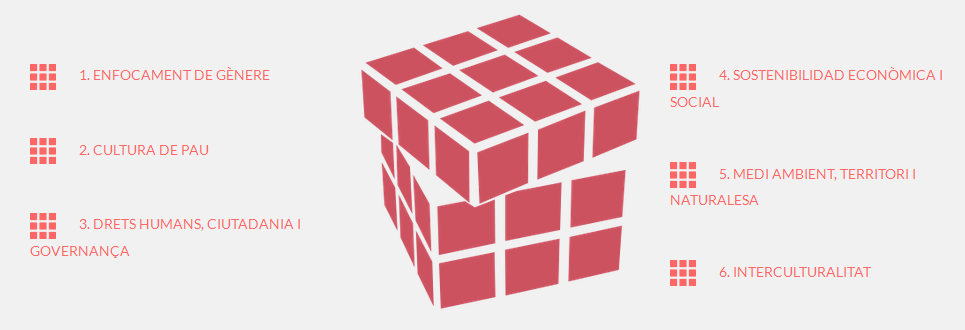 1. ENFOCAMENT DE GÈNERE
2. CULTURA DE PAU
3. DRETS HUMANS, CIUTADANIA I
GOVERNANÇA
4. SOSTENIBILIDAD ECONÒMICA I
SOCIAL
5. MEDI AMBIENT, TERRITORI I
NATURALESA
6. INTERCULTURALITAT